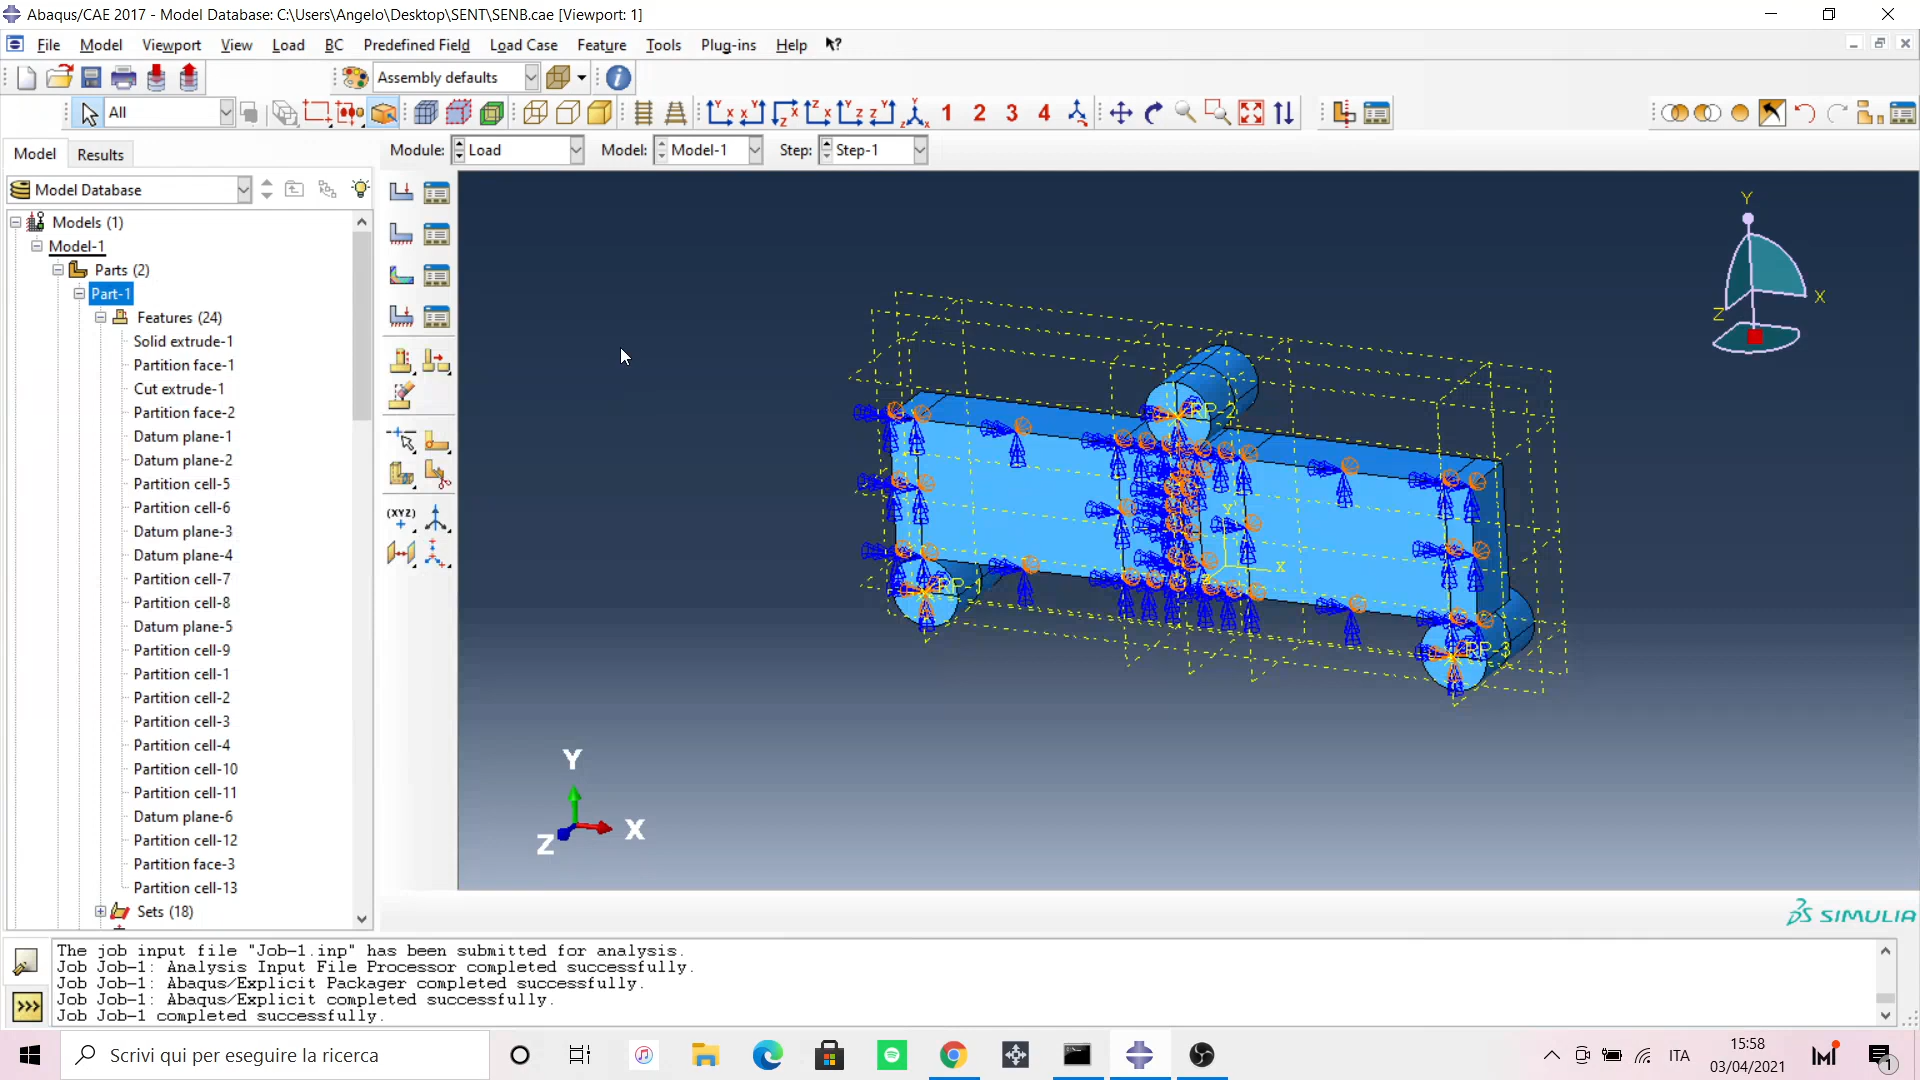 Abaqus/CAE 2017 - Model Database: C:\Users\Angelo\Desktop\SENT\SENB.cae [Viewport: 1]
File Model Viewport View Load BC Predefined Field Load Case Feature Tools Plug-ins Help
Assembly defaults
All
1 2 3 4
Model Results
Module: Load Model: Model-1 Step: Step-1
Model Database
Models (1)
Model-1
Parts (2)
Part-1
Features (24)
Solid extrude-1
Partition face-1
Cut extrude-1
Partition face-2
Datum plane-1
Datum plane-2
Partition cell-5
Partition cell-6
Datum plane-3
Datum plane-4
Partition cell-7
Partition cell-8
Datum plane-5
Partition cell-9
Partition cell-1
Partition cell-2
Partition cell-3
Partition cell-4
Partition cell-10
Partition cell-11
Datum plane-6
Partition cell-12
Partition face-3
Partition cell-13
Sets (18)
(XYZ)
Y
X
Z
RP-2
RP-1
RP-3
Y
X
Y
X
Z
SIMULIA
The job input file "Job-1.inp" has been submitted for analysis.
Job Job-1: Analysis Input File Processor completed successfully.
Job Job-1: Abaqus/Explicit Packager completed successfully.
Job Job-1: Abaqus/Explicit completed successfully.
Job Job-1 completed successfully.
>>>
Scrivi qui per eseguire la ricerca
ITA
15:58
03/04/2021
1